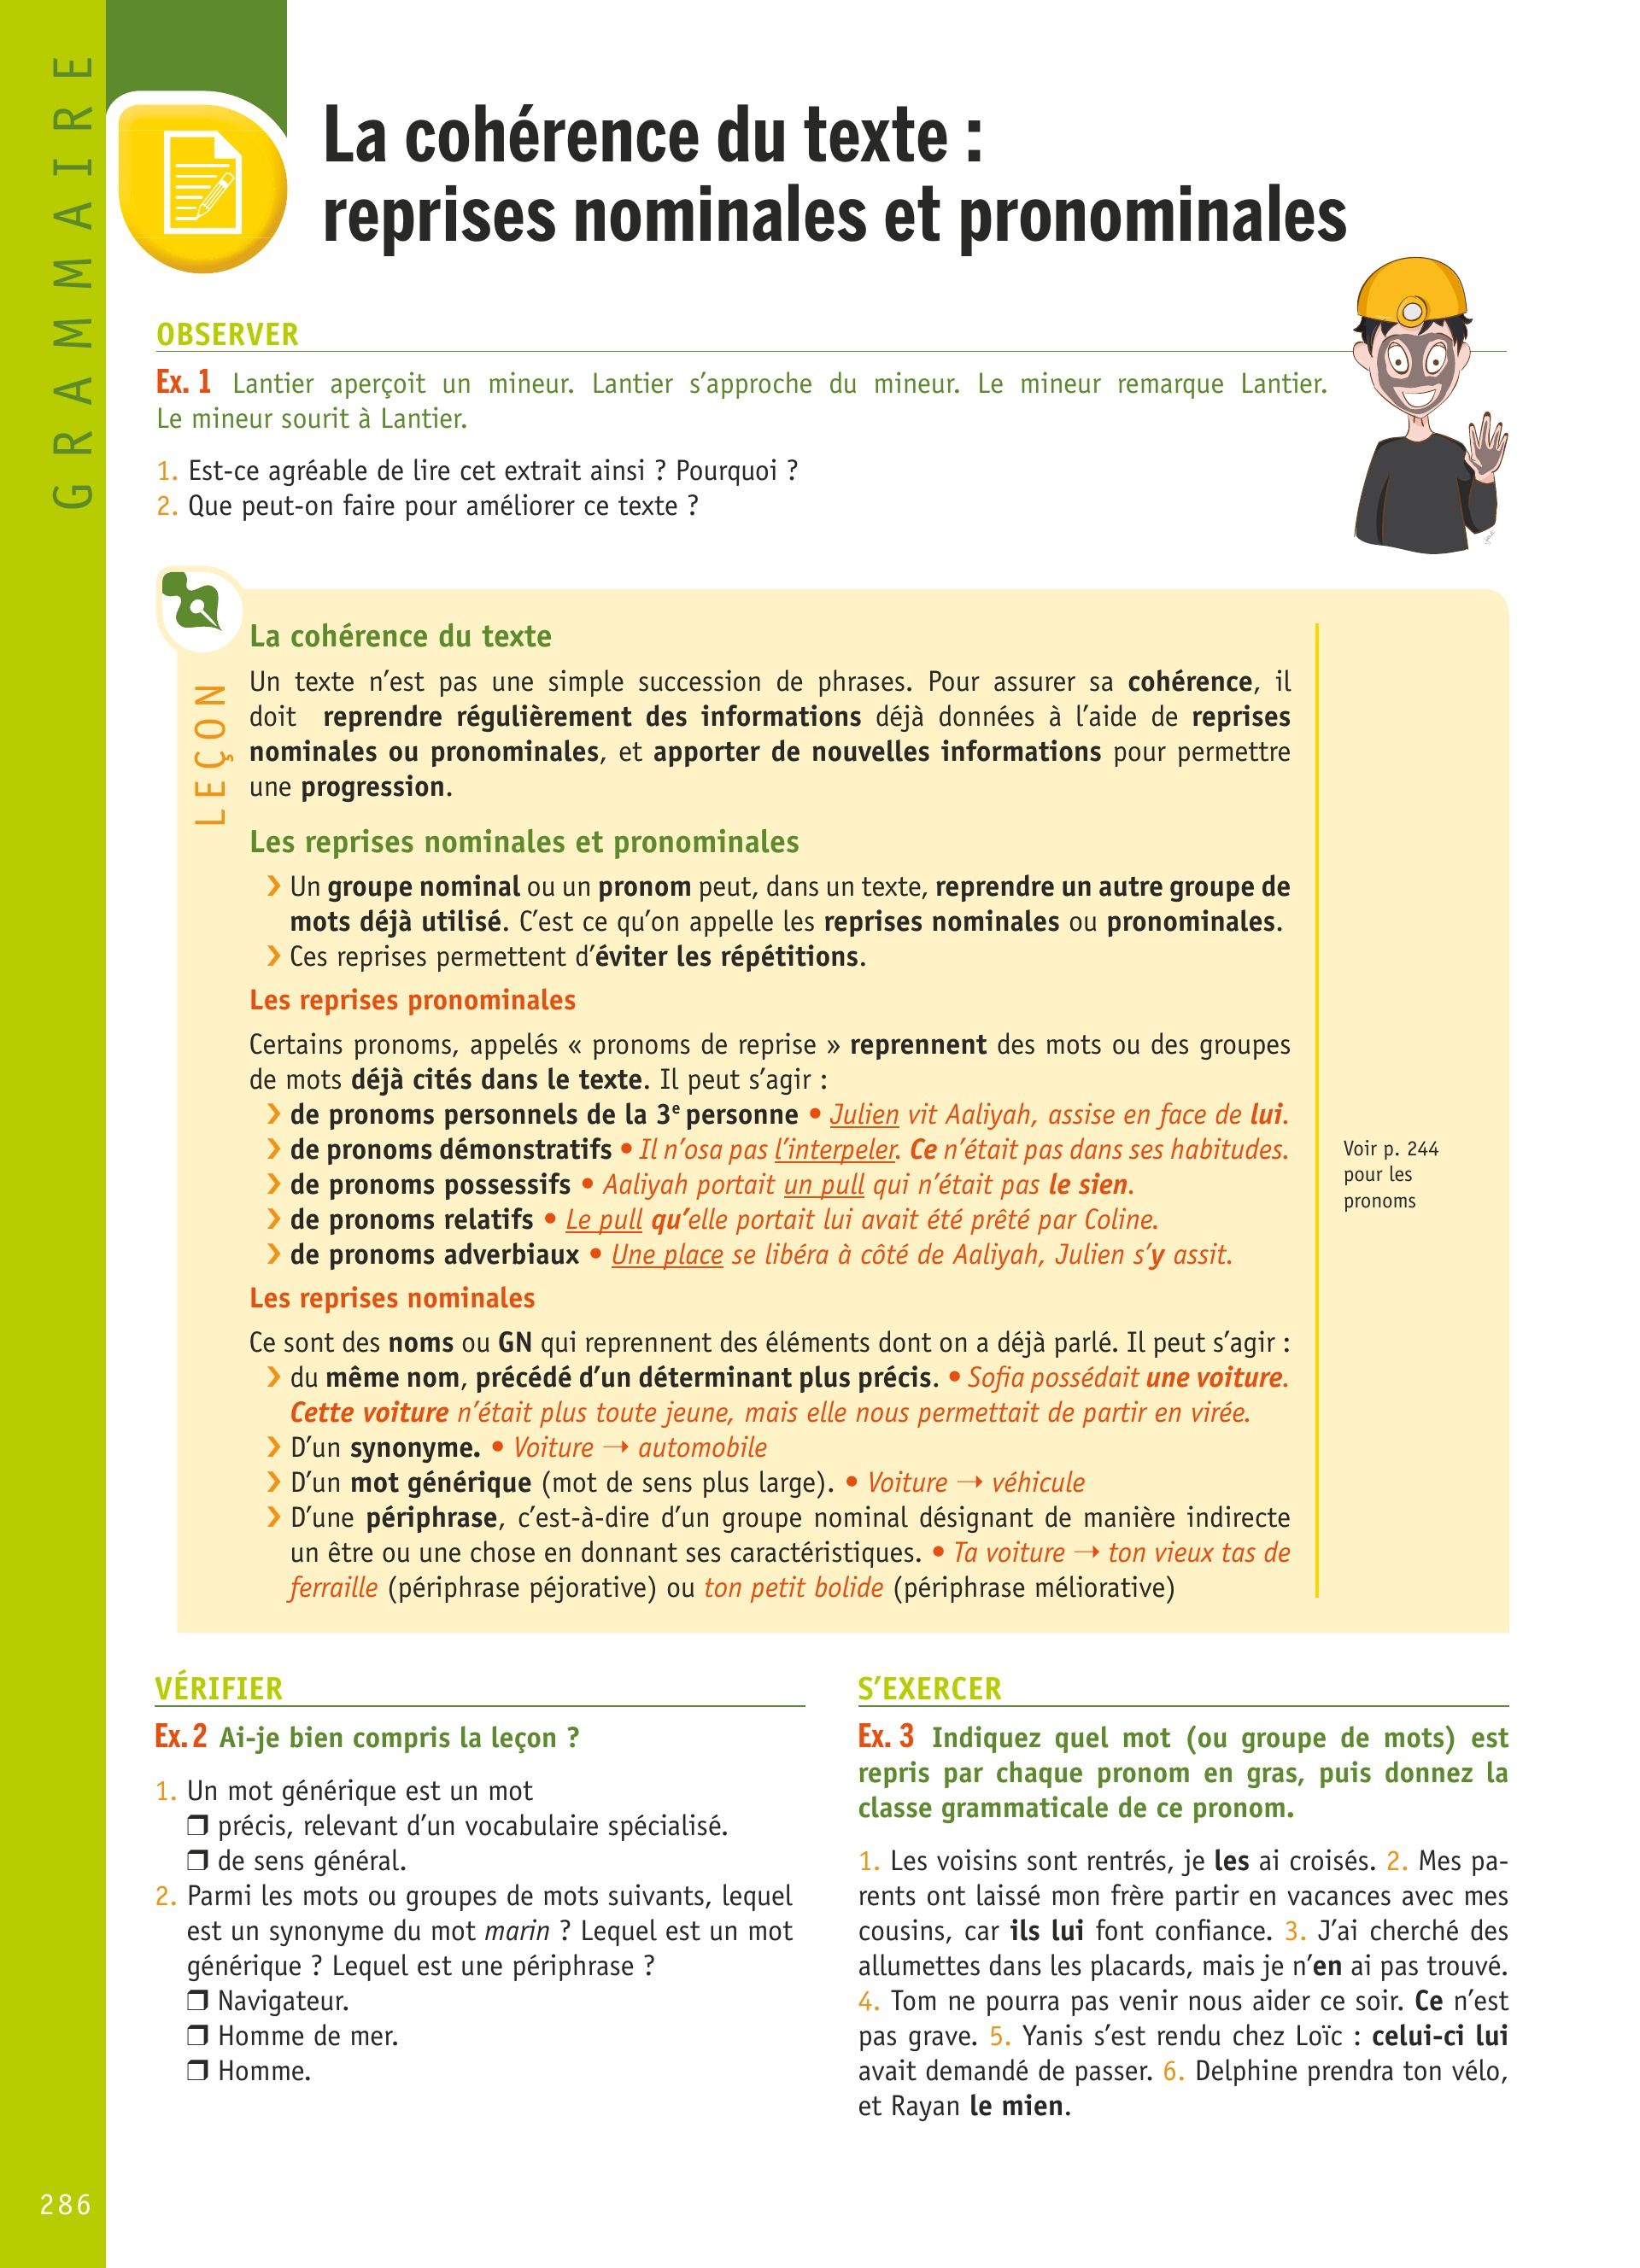 GRAMMAIRE
La cohérence du texte :
reprises nominales et pronominales
OBSERVER
Ex. 1 Lantier aperçoit un mineur. Lantier s’approche du mineur. Le mineur remarque Lantier.
Le mineur sourit à Lantier.
1. Est-ce agréable de lire cet extrait ainsi ? Pourquoi ?
2. Que peut-on faire pour améliorer ce texte ?
LEÇON
La cohérence du texte
Un texte n’est pas une simple succession de phrases. Pour assurer sa cohérence, il
doit reprendre régulièrement des informations déjà données à l’aide de reprises
nominales ou pronominales, et apporter de nouvelles informations pour permettre
une progression.
Les reprises nominales et pronominales
❯ Un groupe nominal ou un pronom peut, dans un texte, reprendre un autre groupe de
mots déjà utilisé. C’est ce qu’on appelle les reprises nominales ou pronominales.
❯ Ces reprises permettent d’éviter les répétitions.
Les reprises pronominales
Certains pronoms, appelés « pronoms de reprise » reprennent des mots ou des groupes
de mots déjà cités dans le texte. Il peut s’agir :
❯ de pronoms personnels de la 3e personne • Julien vit Aaliyah, assise en face de lui.
❯ de pronoms démonstratifs • Il n’osa pas l’interpeler. Ce n’était pas dans ses habitudes.
❯ de pronoms possessifs • Aaliyah portait un pull qui n’était pas le sien.
❯ de pronoms relatifs • Le pull qu’elle portait lui avait été prêté par Coline.
❯ de pronoms adverbiaux • Une place se libéra à côté de Aaliyah, Julien s’y assit.
Voir p. 244
pour les
pronoms
Les reprises nominales
Ce sont des noms ou GN qui reprennent des éléments dont on a déjà parlé. Il peut s’agir :
❯ du même nom, précédé d’un déterminant plus précis. • Sofia possédait une voiture.
Cette voiture n’était plus toute jeune, mais elle nous permettait de partir en virée.
❯ D’un synonyme. • Voiture → automobile
❯ D’un mot générique (mot de sens plus large). • Voiture → véhicule
❯ D’une périphrase, c’est-à-dire d’un groupe nominal désignant de manière indirecte
un être ou une chose en donnant ses caractéristiques. • Ta voiture → ton vieux tas de
ferraille (périphrase péjorative) ou ton petit bolide (périphrase méliorative)
VÉRIFIER
Ex. 2 Ai-je bien compris la leçon ?
1. Un mot générique est un mot
❒ précis, relevant d’un vocabulaire spécialisé.
❒ de sens général.
2. Parmi les mots ou groupes de mots suivants, lequel
est un synonyme du mot marin ? Lequel est un mot
générique ? Lequel est une périphrase ?
❒ Navigateur.
❒ Homme de mer.
❒ Homme.
S’EXERCER
Ex. 3 Indiquez quel mot (ou groupe de mots) est
repris par chaque pronom en gras, puis donnez la
classe grammaticale de ce pronom.
1. Les voisins sont rentrés, je les ai croisés. 2. Mes pa-
rents ont laissé mon frère partir en vacances avec mes
cousins, car ils lui font confiance. 3. J’ai cherché des
allumettes dans les placards, mais je n’en ai pas trouvé.
4. Tom ne pourra pas venir nous aider ce soir. Ce n’est
pas grave. 5. Yanis s’est rendu chez Loïc : celui-ci lui
avait demandé de passer. 6. Delphine prendra ton vélo,
et Rayan le mien.
286